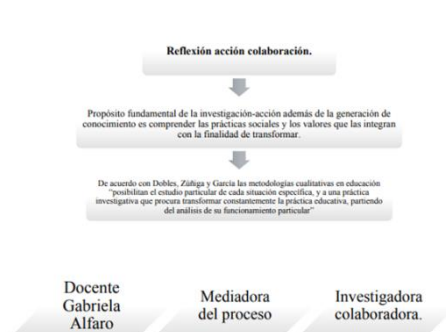 Reflexión acción colaboración.
Propósito fundamental de la investigación-acción además de la generación de
conocimiento es comprender las prácticas sociales y los valores que las integran
con la finalidad de transformar.
De acuerdo con Dobles, Zúñiga y García las metodologías cualitativas en educación
"posibilitan el estudio particular de cada situación específica, y a una práctica
investigativa que procura transformar constantemente la práctica educativa, partiendo
del análisis de su funcionamiento particular"
Docente
Gabriela
Alfaro
Mediadora
del proceso
Investigadora
colaboradora.